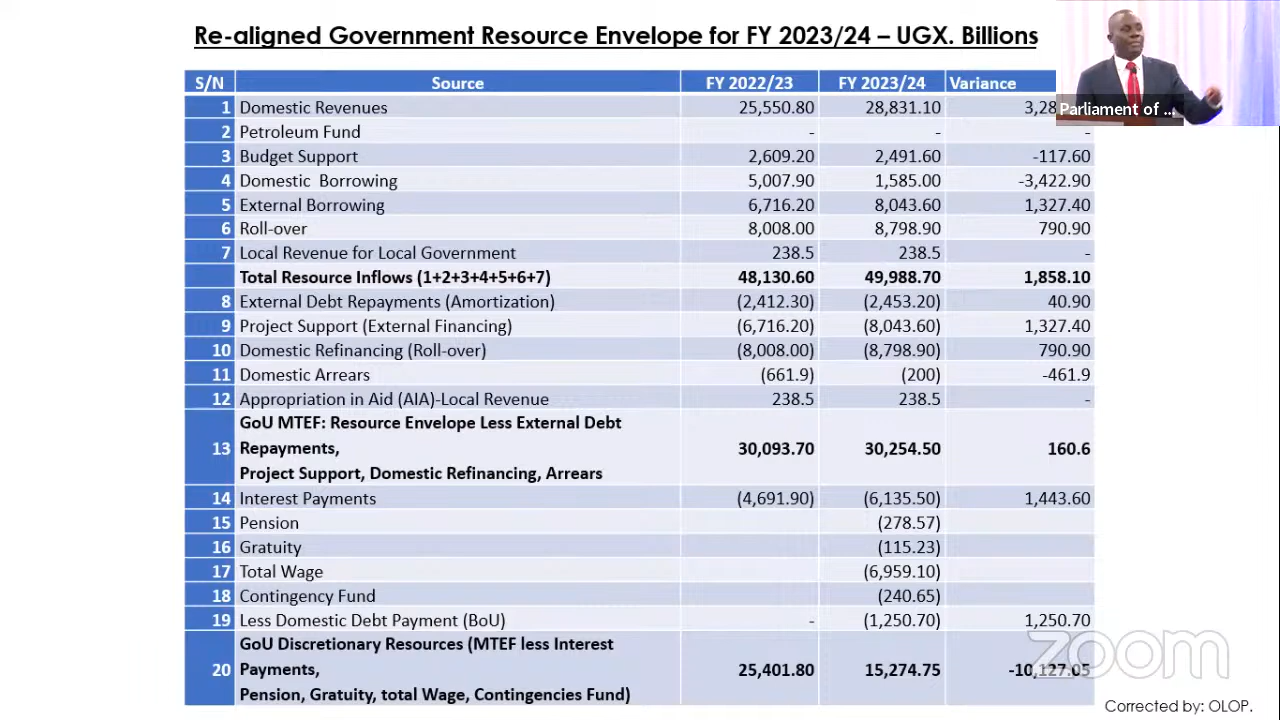 Re-aligned Government Resource Envelope for FY 2023/24 – UGX. Billions
S/N Source FY 2022/23 FY 2023/24 Variance
1 Domestic Revenues 25,550.80 28,831.10 3,28
2 Petroleum Fund - - -
3 Budget Support 2,609.20 2,491.60 -117.60
4 Domestic Borrowing 5,007.90 1,585.00 -3,422.90
5 External Borrowing 6,716.20 8,043.60 1,327.40
6 Roll-over 8,008.00 8,798.90 790.90
7 Local Revenue for Local Government 238.5 238.5 -
Total Resource Inflows (1+2+3+4+5+6+7) 48,130.60 49,988.70 1,858.10
8 External Debt Repayments (Amortization) (2,412.30) (2,453.20) 40.90
9 Project Support (External Financing) (6,716.20) (8,043.60) 1,327.40
10 Domestic Refinancing (Roll-over) (8,008.00) (8,798.90) 790.90
11 Domestic Arrears (661.9) (200) -461.9
12 Appropriation in Aid (AIA)-Local Revenue 238.5 238.5 -
GoU MTEF: Resource Envelope Less External Debt
13 Repayments, 30,093.70 30,254.50 160.6
Project Support, Domestic Refinancing, Arrears
14 Interest Payments (4,691.90) (6,135.50) 1,443.60
15 Pension (278.57)
16 Gratuity (115.23)
17 Total Wage (6,959.10)
18 Contingency Fund (240.65)
19 Less Domestic Debt Payment (BoU) - (1,250.70) 1,250.70
GoU Discretionary Resources (MTEF less Interest
20 Payments, 25,401.80 15,274.75 -10,127.05
Pension, Gratuity, total Wage, Contingencies Fund)
Parliament of ...
zoom
Corrected by: OLOP.